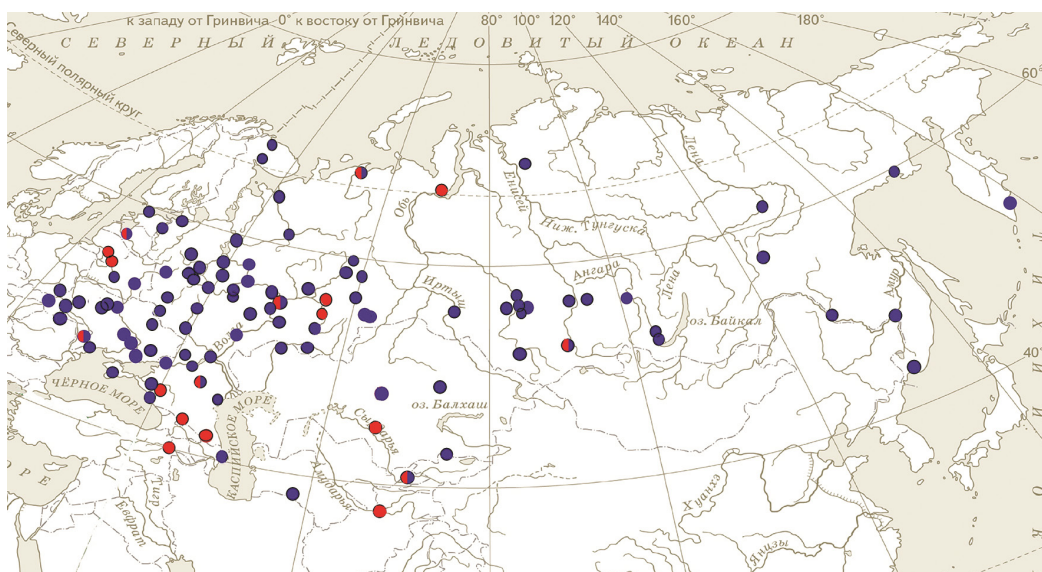 к западу от Гринвича 0° к востоку от Гринвича 80° 100° 120° 140° 160° 180°
СЕВЕРНЫЙ ЛЕДОВИТЫЙ ОКЕАН
Северный полярный круг
60°
Лена
Енисей
Обь
Ниж. Тунгуска
Ангара
Лена
Иртыш
Амур
оз. Байкал
Волга
40°
ЧЁРНОЕ МОРЕ
оз. Балхаш
КАСПИЙСКОЕ МОРЕ
Сырдарья
Амударья
Тигр
Евфрат
Хуанхэ
Янцзы